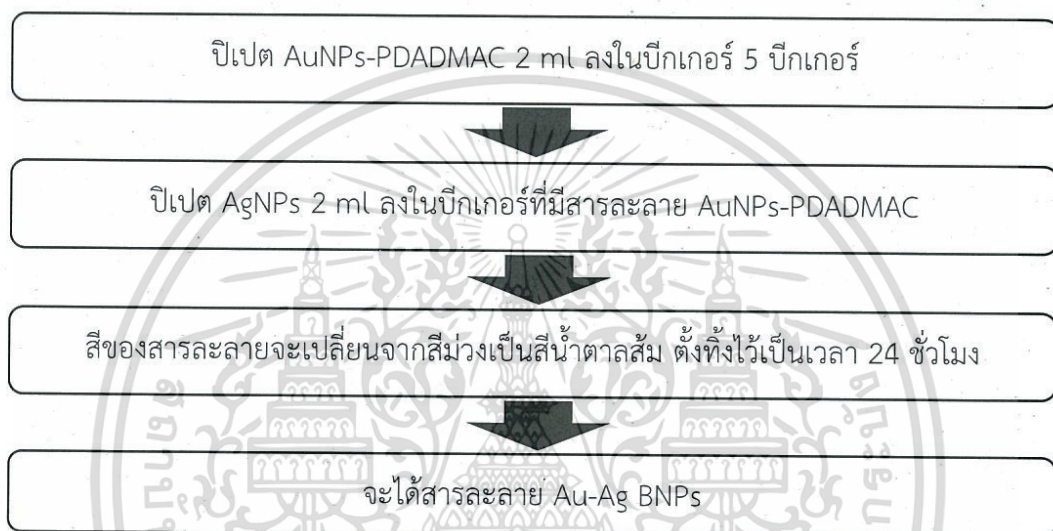 ปิเปต AuNPs-PDADMAC 2 ml ลงในบีกเกอร์ 5 บีกเกอร์
ปิเปต AgNPs 2 ml ลงในบีกเกอร์ที่มีสารละลาย AuNPs-PDADMAC
สีของสารละลายจะเปลี่ยนจากสีม่วงเป็นสีน้ำตาลส้ม ตั้งทิ้งไว้เป็นเวลา 24 ชั่วโมง
จะได้สารละลาย Au-Ag BNPs